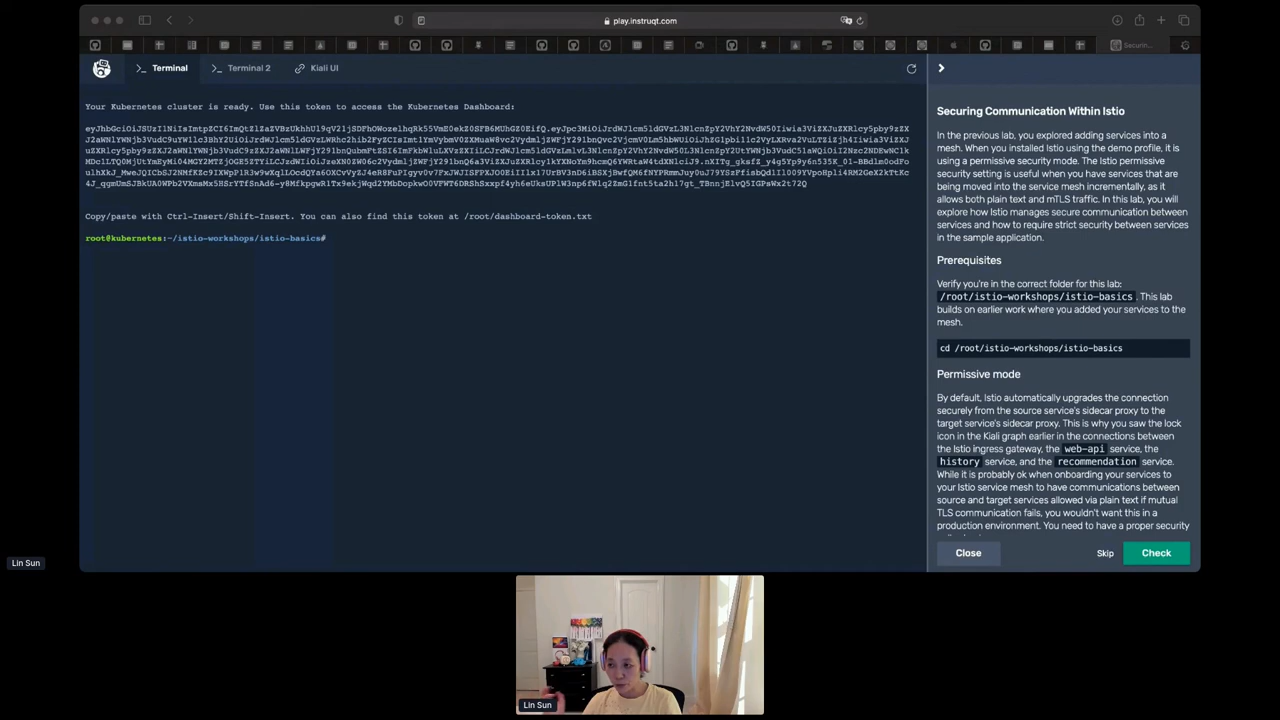 play.instruqt.com
Securin...
Terminal
Terminal 2
Kiali UI
Your Kubernetes cluster is ready. Use this token to access the Kubernetes Dashboard:
Copy/paste with Ctrl-Insert/Shift-Insert. You can also find this token at /root/dashboard-token.txt
root@kubernetes:~/istio-workshops/istio-basics#
Securing Communication Within Istio
In the previous lab, you explored adding services into a
mesh. When you installed Istio using the demo profile, it is
using a permissive security mode. The Istio permissive
security setting is useful when you have services that are
being moved into the service mesh incrementally, as it
allows both plain text and mTLS traffic. In this lab, you will
explore how Istio manages secure communication between
services and how to require strict security between services
in the sample application.
Prerequisites
Verify you're in the correct folder for this lab:
/root/istio-workshops/istio-basics. This lab
builds on earlier work where you added your services to the
mesh.
cd /root/istio-workshops/istio-basics
Permissive mode
By default, Istio automatically upgrades the connection
securely from the source service's sidecar proxy to the
target service's sidecar proxy. This is why you saw the lock
icon in the Kiali graph earlier in the connections between
the Istio ingress gateway, the web-api service, the
history service, and the recommendation service.
While it is probably ok when onboarding your services to
your Istio service mesh to have communications between
source and target services allowed via plain text if mutual
TLS communication fails, you wouldn't want this in a
production environment. You need to have a proper security
Close
Skip
Check
Lin Sun
Lin Sun